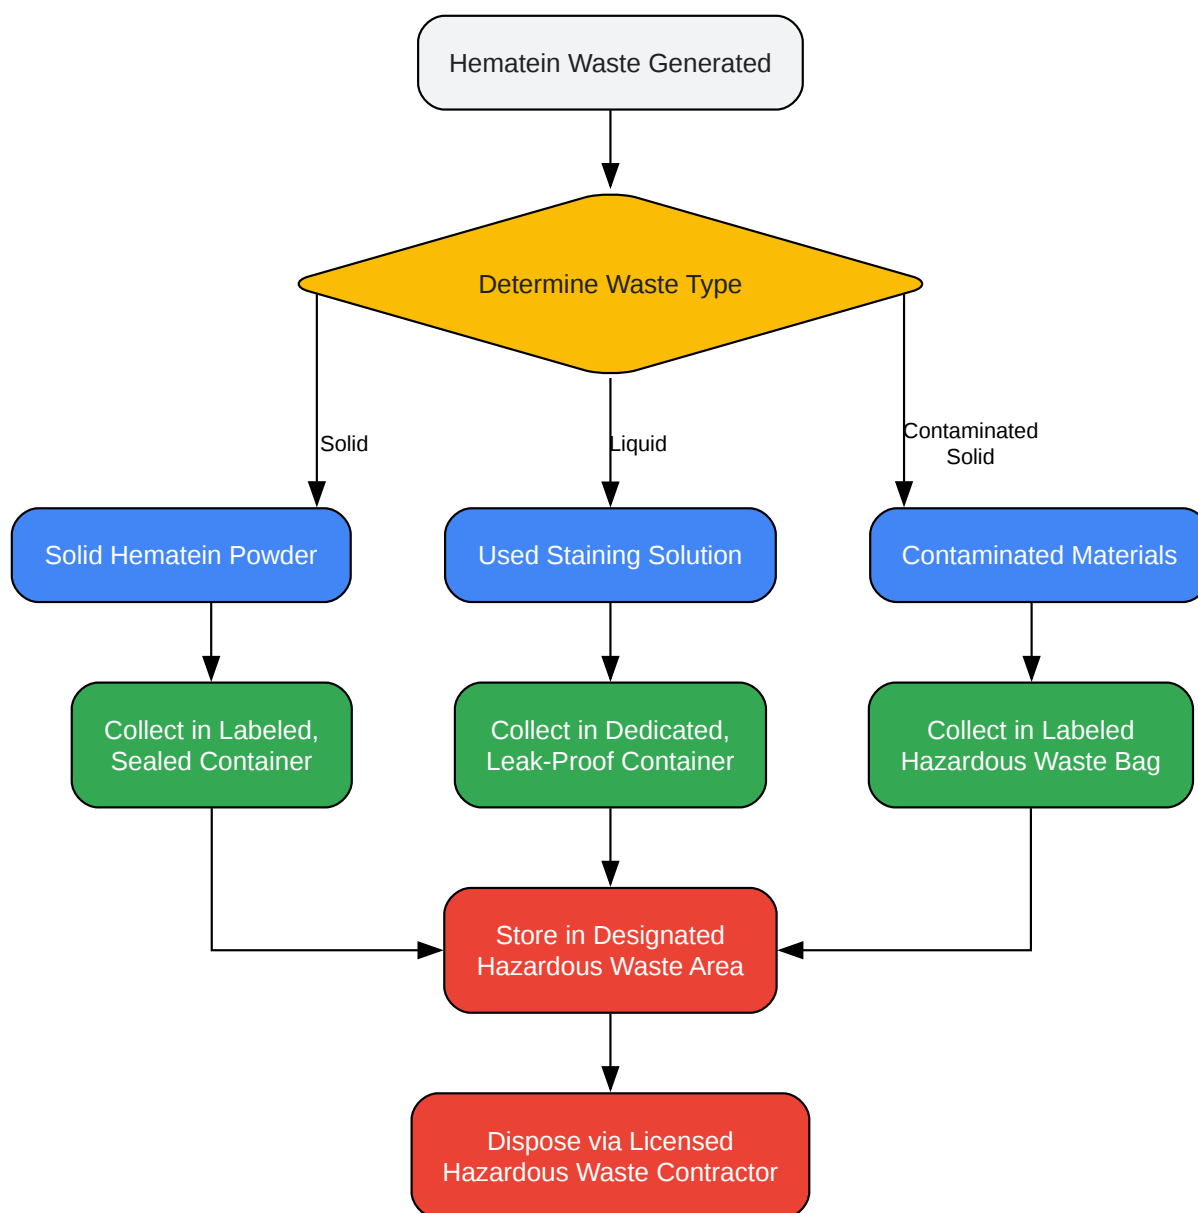 Hematein Waste Generated
Determine Waste Type
Solid
Liquid
Contaminated
Solid
Solid Hematein Powder
Used Staining Solution
Contaminated Materials
Collect in Labeled,
Sealed Container
Collect in Dedicated,
Leak-Proof Container
Collect in Labeled
Hazardous Waste Bag
Store in Designated
Hazardous Waste Area
Dispose via Licensed
Hazardous Waste Contractor